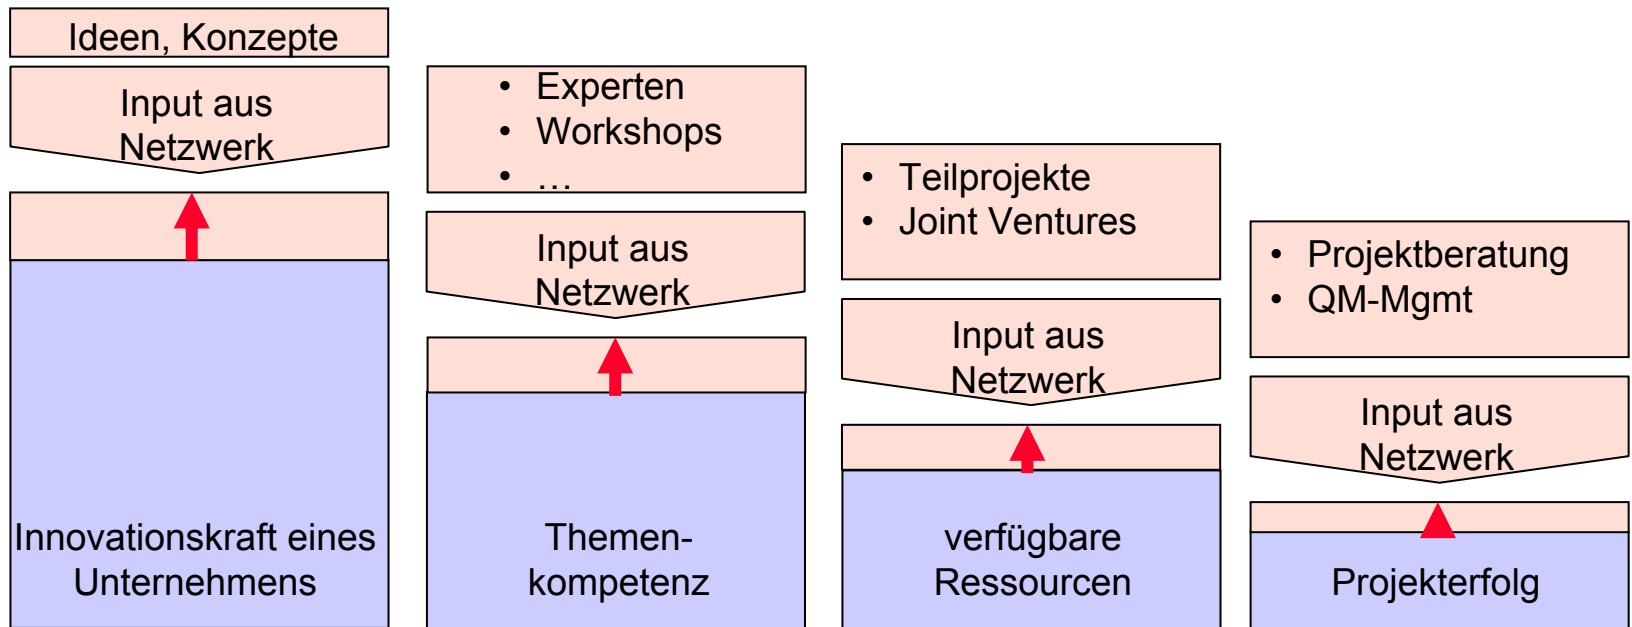 Ideen, Konzepte
Input aus
Netzwerk
Innovationskraft eines
Unternehmens
• Experten
• Workshops
• …
Input aus
Netzwerk
Themen-
kompetenz
• Teilprojekte
• Joint Ventures
Input aus
Netzwerk
verfügbare
Ressourcen
• Projektberatung
• QM-Mgmt
Input aus
Netzwerk
Projekterfolg